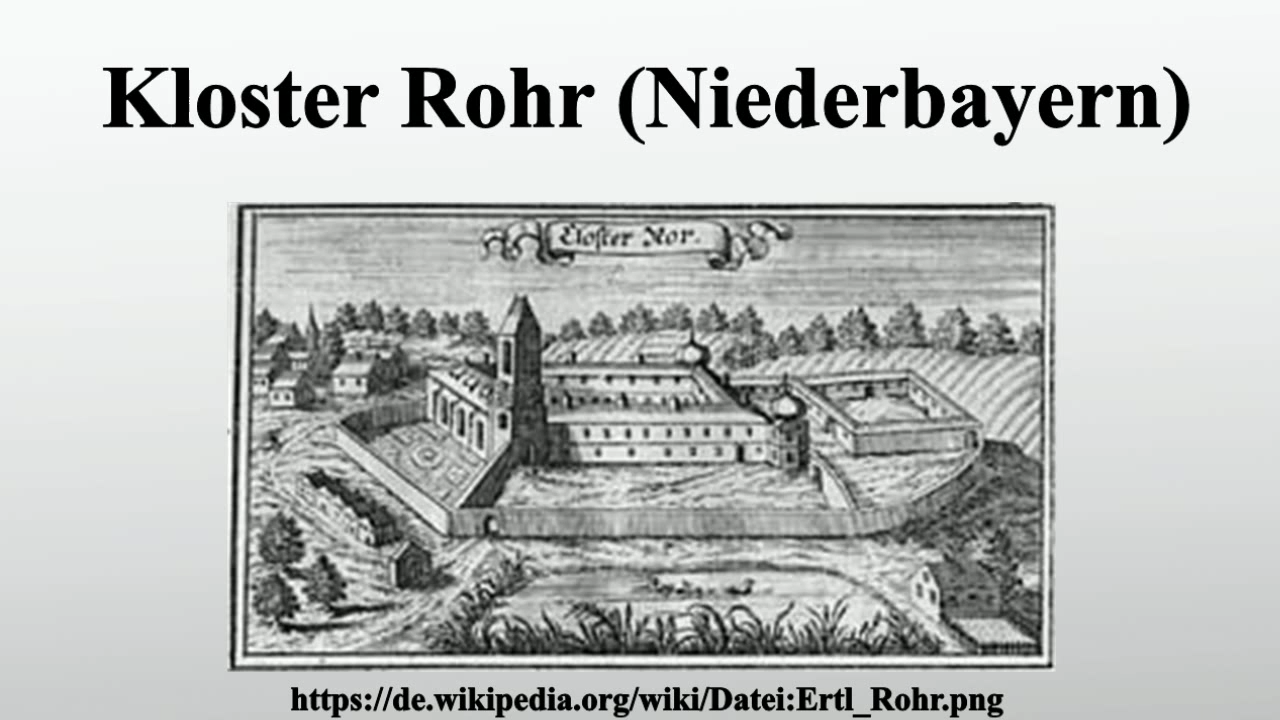 Kloster Rohr (Niederbayern)
Closter Ror.
https://de.wikipedia.org/wiki/Datei:Ertl_Rohr.png